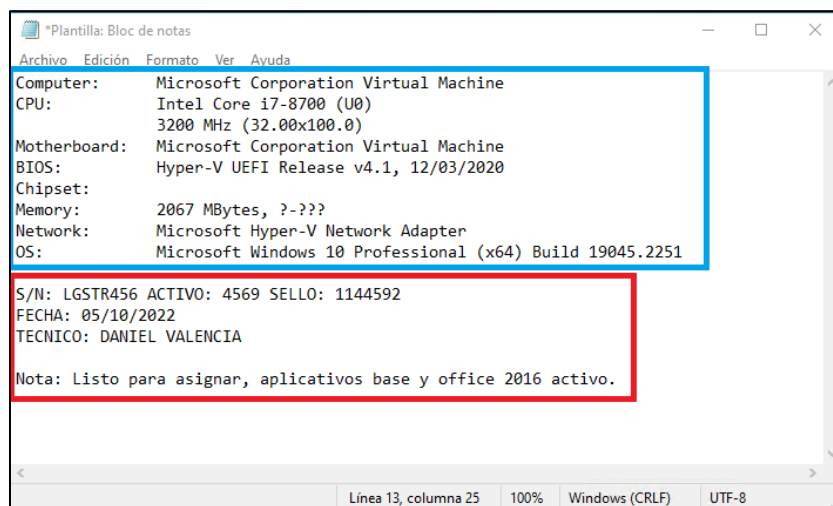 *Plantilla: Bloc de notas
Archivo Edición Formato Ver Ayuda
Computer: Microsoft Corporation Virtual Machine
CPU: Intel Core i7-8700 (U0)
3200 MHz (32.00x100.0)
Motherboard: Microsoft Corporation Virtual Machine
BIOS: Hyper-V UEFI Release v4.1, 12/03/2020
Chipset:
Memory: 2067 MBytes, ?-???
Network: Microsoft Hyper-V Network Adapter
OS: Microsoft Windows 10 Professional (x64) Build 19045.2251
S/N: LGSTR456 ACTIVO: 4569 SELLO: 1144592
FECHA: 05/10/2022
TECNICO: DANIEL VALENCIA
Nota: Listo para asignar, aplicativos base y office 2016 activo.
Línea 13, columna 25 100% Windows (CRLF) UTF-8